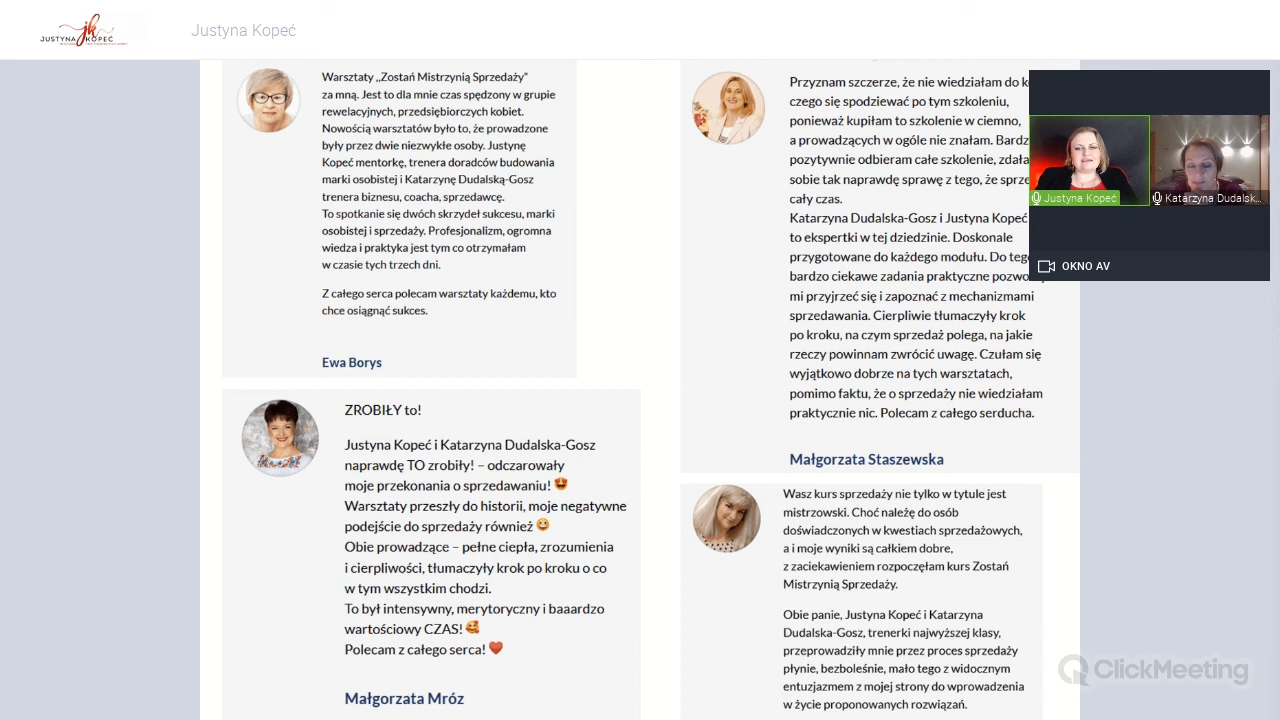 jk
JUSTYNA KOPEĆ
Justyna Kopeć
Warsztaty ,,Zostań Mistrzynią Sprzedaży”
za mną. Jest to dla mnie czas spędzony w grupie
rewelacyjnych, przedsiębiorczych kobiet.
Nowością warsztatów było to, że prowadzone
były przez dwie niezwykłe osoby. Justynę
Kopeć mentorkę, trenera doradców budowania
marki osobistej i Katarzynę Dudalską-Gosz
trenera biznesu, coacha, sprzedawcę.
To spotkanie się dwóch skrzydeł sukcesu, marki
osobistej i sprzedaży. Profesjonalizm, ogromna
wiedza i praktyka jest tym co otrzymałam
w czasie tych trzech dni.
Z całego serca polecam warsztaty każdemu, kto
chce osiągnąć sukces.
Ewa Borys
ZROBIŁY to!
Justyna Kopeć i Katarzyna Dudalska-Gosz
naprawdę TO zrobiły! – odczarowały
moje przekonania o sprzedawaniu! 🤩
Warsztaty przeszły do historii, moje negatywne
podejście do sprzedaży również 😀
Obie prowadzące – pełne ciepła, zrozumienia
i cierpliwości, tłumaczyły krok po kroku o co
w tym wszystkim chodzi.
To był intensywny, merytoryczny i baaardzo
wartościowy CZAS! 🥰
Polecam z całego serca! ❤️
Małgorzata Mróz
Przyznam szczerze, że nie wiedziałam do
czego się spodziewać po tym szkoleniu,
ponieważ kupiłam to szkolenie w ciemno,
a prowadzących w ogóle nie znałam. Bardz
pozytywnie odbieram całe szkolenie, zdała
sobie tak naprawdę sprawę z tego, że sprze
cały czas.
Katarzyna Dudalska-Gosz i Justyna Kopeć
to ekspertki w tej dziedzinie. Doskonale
przygotowane do każdego modułu. Do teg
bardzo ciekawe zadania praktyczne pozwo
mi przyjrzeć się i zapoznać z mechanizmami
sprzedawania. Cierpliwie tłumaczyły krok
po kroku, na czym sprzedaż polega, na jakie
rzeczy powinnam zwrócić uwagę. Czułam się
wyjątkowo dobrze na tych warsztatach,
pomimo faktu, że o sprzedaży nie wiedziałam
praktycznie nic. Polecam z całego serducha.
Małgorzata Staszewska
Wasz kurs sprzedaży nie tylko w tytule jest
mistrzowski. Choć należę do osób
doświadczonych w kwestiach sprzedażowych,
a i moje wyniki są całkiem dobre,
z zaciekawieniem rozpoczęłam kurs Zostań
Mistrzynią Sprzedaży.
Obie panie, Justyna Kopeć i Katarzyna
Dudalska-Gosz, trenerki najwyższej klasy,
przeprowadziły mnie przez proces sprzedaży
płynie, bezboleśnie, mało tego z widocznym
entuzjazmem z mojej strony do wprowadzenia
w życie proponowanych rozwiązań.
Justyna Kopeć
Katarzyna Dudalsk...
OKNO AV
ClickMeeting